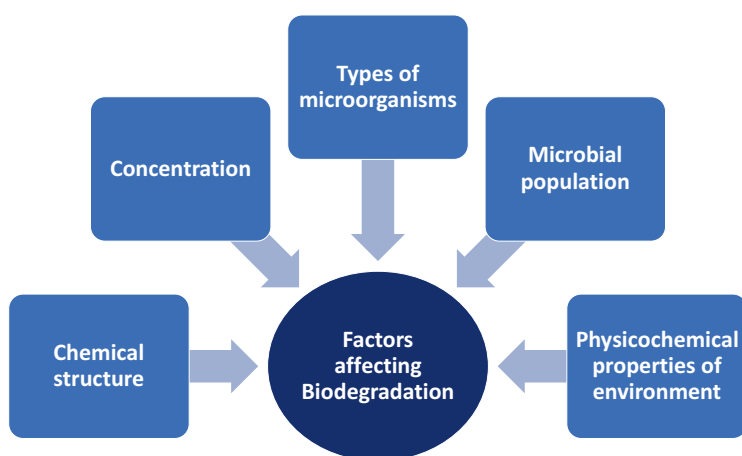 Types of
microorganisms
Concentration
Microbial
population
Chemical
structure
Factors
affecting
Biodegradation
Physicochemical
properties of
environment